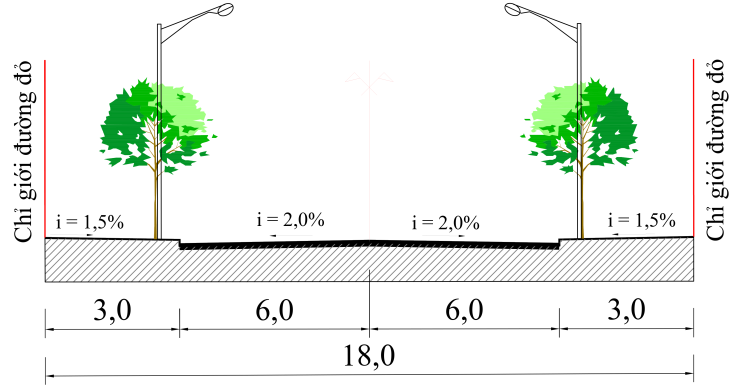 Chỉ giới đường đỏ
Chỉ giới đường đỏ
i = 1,5%
i = 2,0%
i = 2,0%
i = 1,5%
3,0
6,0
6,0
3,0
18,0